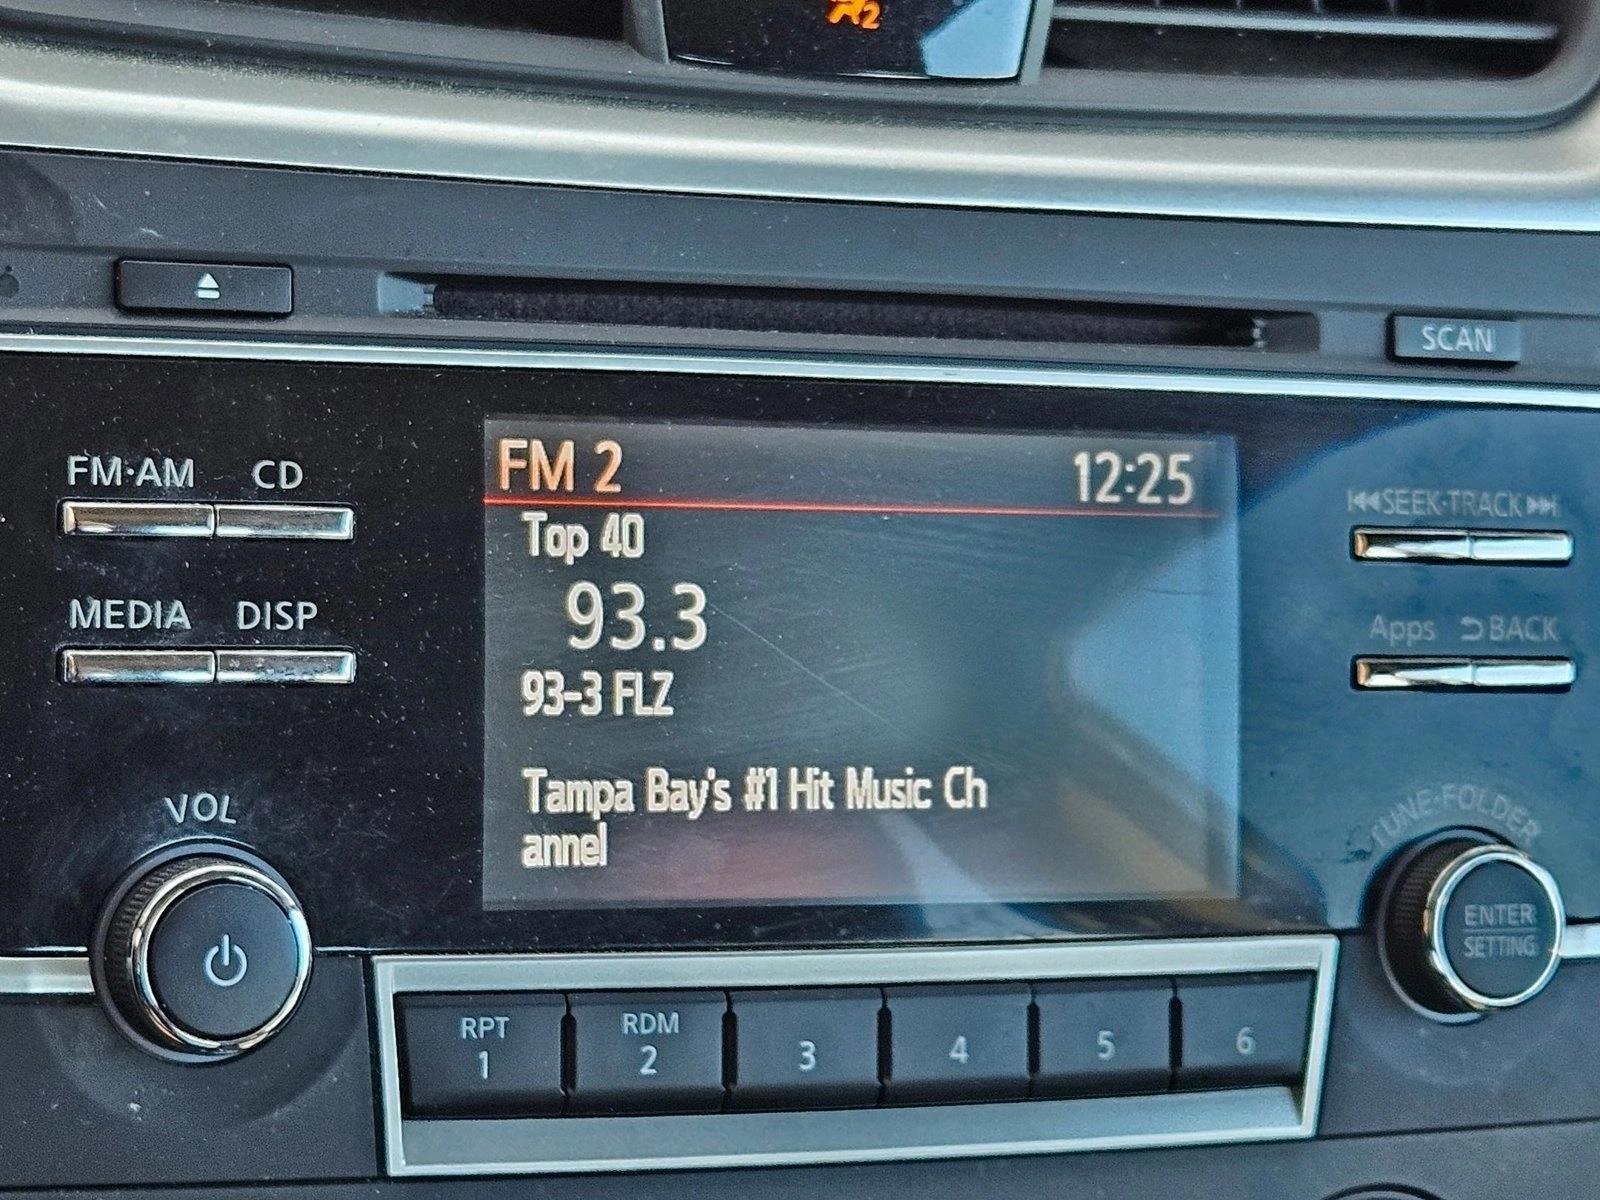 2
SCAN
FM·AM CD
FM 2 12:25
SEEK·TRACK
Top 40
93.3
MEDIA DISP
Apps BACK
93-3 FLZ
Tampa Bay's #1 Hit Music Ch
annel
VOL
TUNE·FOLDER
ENTER
SETTING
RPT RDM
1 2 3 4 5 6